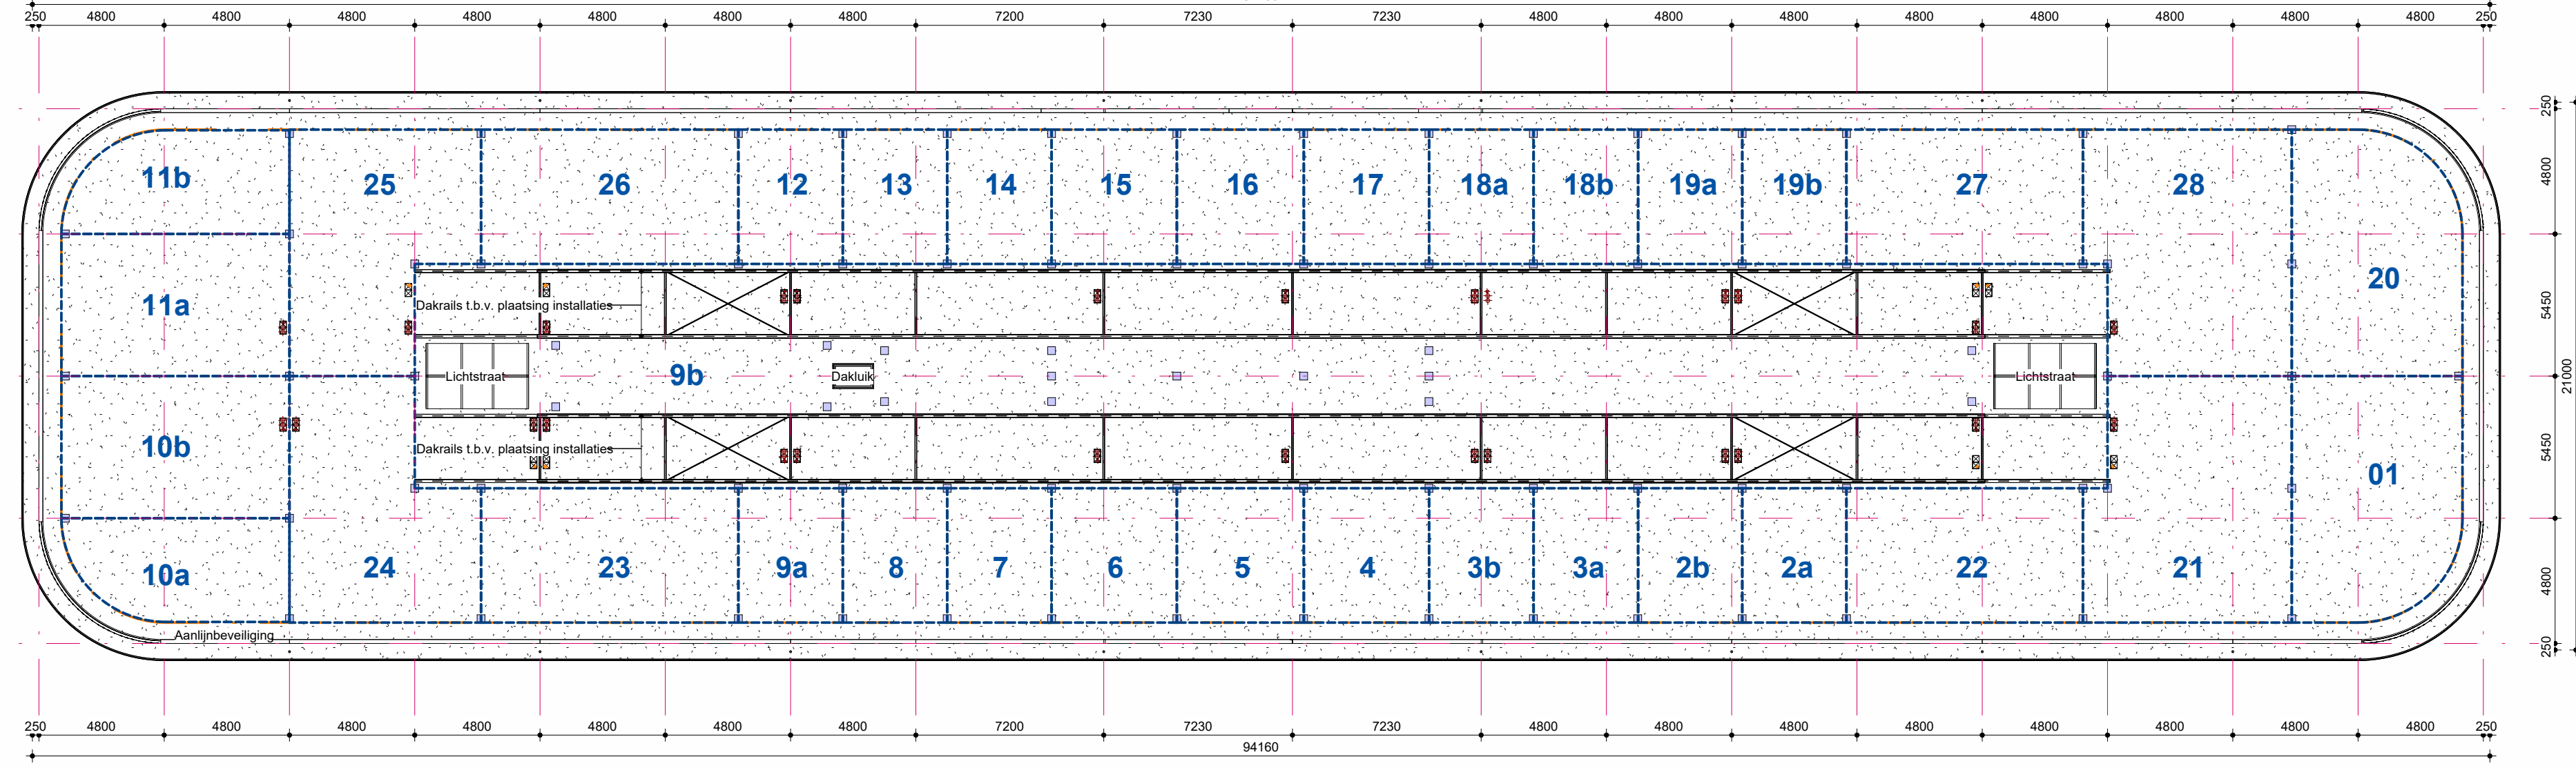 250 4800 4800 4800 4800 4800 4800 4800 7200 7230 7230 4800 4800 4800 4800 4800 4800 4800 4800 250
250
11b 25 26 12 13 14 15 16 17 18a 18b 19a 19b 27 28
4800
20
11a Dakrails t.b.v. plaatsing installaties
5450
Lichtstraat 9b Dakluik Lichtstraat
21000
10b Dakrails t.b.v. plaatsing installaties
5450
01
10a 24 23 9a 8 7 6 5 4 3b 3a 2b 2a 22 21
4800
Aanlijnbeveiliging
250
250 4800 4800 4800 4800 4800 4800 4800 7200 7230 7230 4800 4800 4800 4800 4800 4800 4800 4800 250
94160